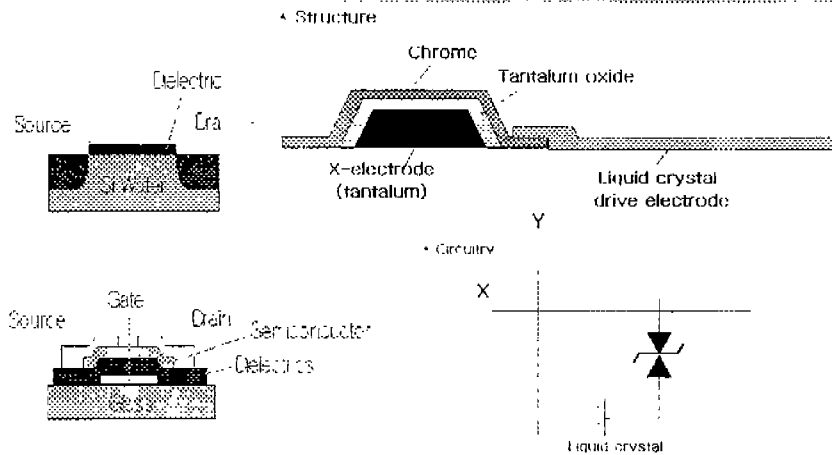 Structure
Chrome
Dielectric
Tantalum oxide
Source
Dra
X-electrode
(tantalum)
Liquid crystal
drive electrode
Y
Circuitry
Gate
X
Source
Drain
Semiconductor
Dielectrics
Liquid crystal